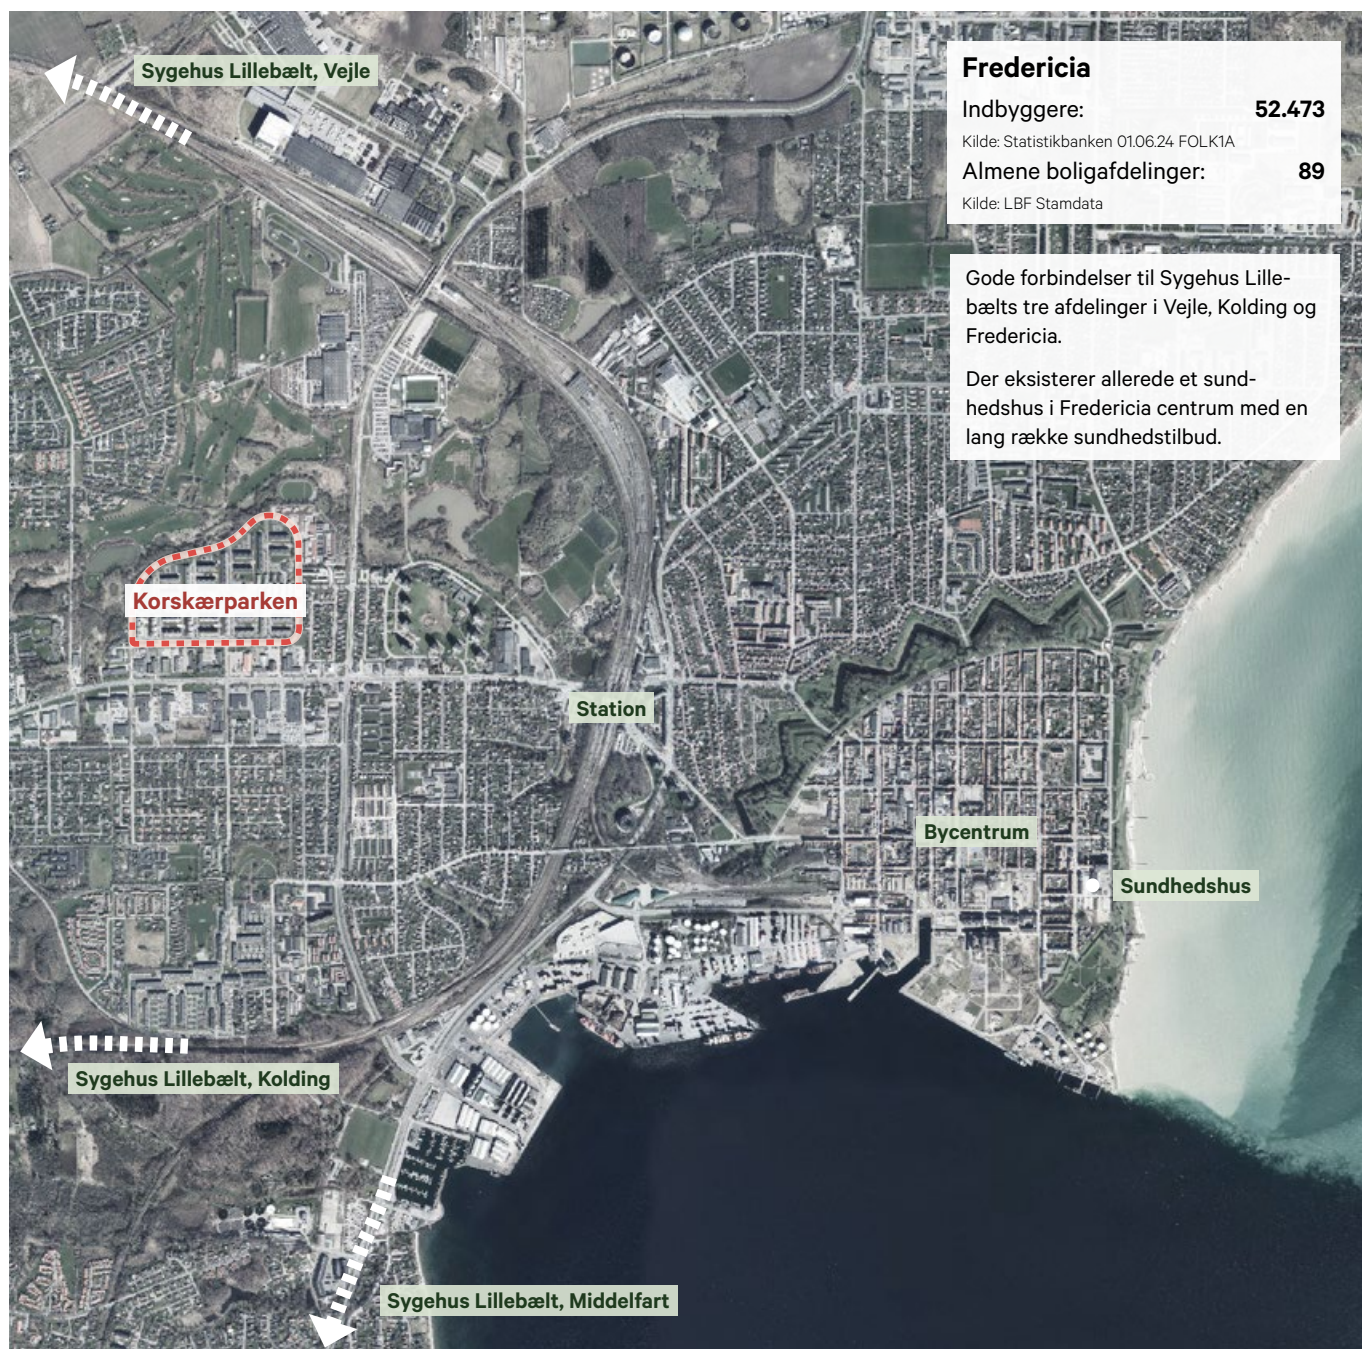 Sygehus Lillebælt, Vejle
Fredericia
Indbyggere: 52.473
Kilde: Statistikbanken 01.06.24 FOLK1A
Almene boligafdelinger: 89
Kilde: LBF Stamdata
Gode forbindelser til Sygehus Lille-
bælts tre afdelinger i Vejle, Kolding og
Fredericia.
Der eksisterer allerede et sund-
hedshus i Fredericia centrum med en
lang række sundhedstilbud.
Korskærparken
Station
Bycentrum
Sundhedshus
Sygehus Lillebælt, Kolding
Sygehus Lillebælt, Middelfart